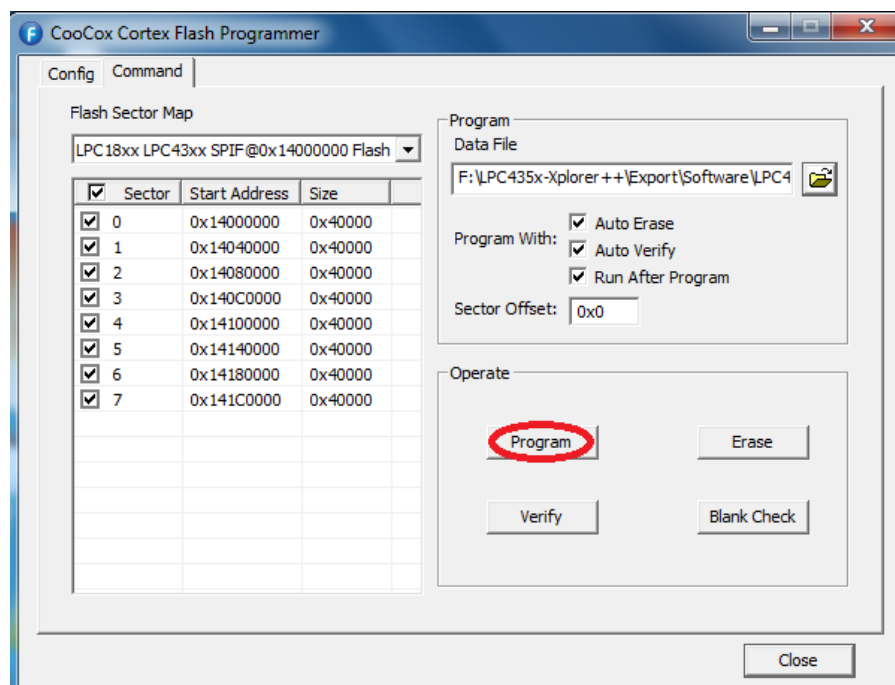 CooCox Cortex Flash Programmer
Config Command
Flash Sector Map
LPC18xx LPC43xx SPIF@0x14000000 Flash
Sector Start Address Size
0 0x14000000 0x40000
1 0x14040000 0x40000
2 0x14080000 0x40000
3 0x140C0000 0x40000
4 0x14100000 0x40000
5 0x14140000 0x40000
6 0x14180000 0x40000
7 0x141C0000 0x40000
Program
Data File
F:\LPC435x-Xplorer++\Export\Software\LPC4
Program With:
Auto Erase
Auto Verify
Run After Program
Sector Offset: 0x0
Operate
Program Erase
Verify Blank Check
Close